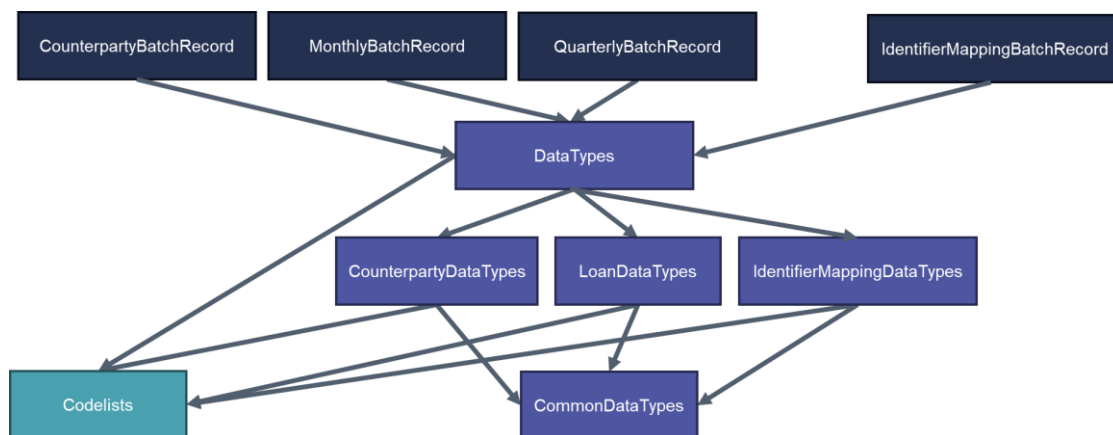 CounterpartyBatchRecord
MonthlyBatchRecord
QuarterlyBatchRecord
IdentifierMappingBatchRecord
DataTypes
CounterpartyDataTypes
LoanDataTypes
IdentifierMappingDataTypes
Codelists
CommonDataTypes